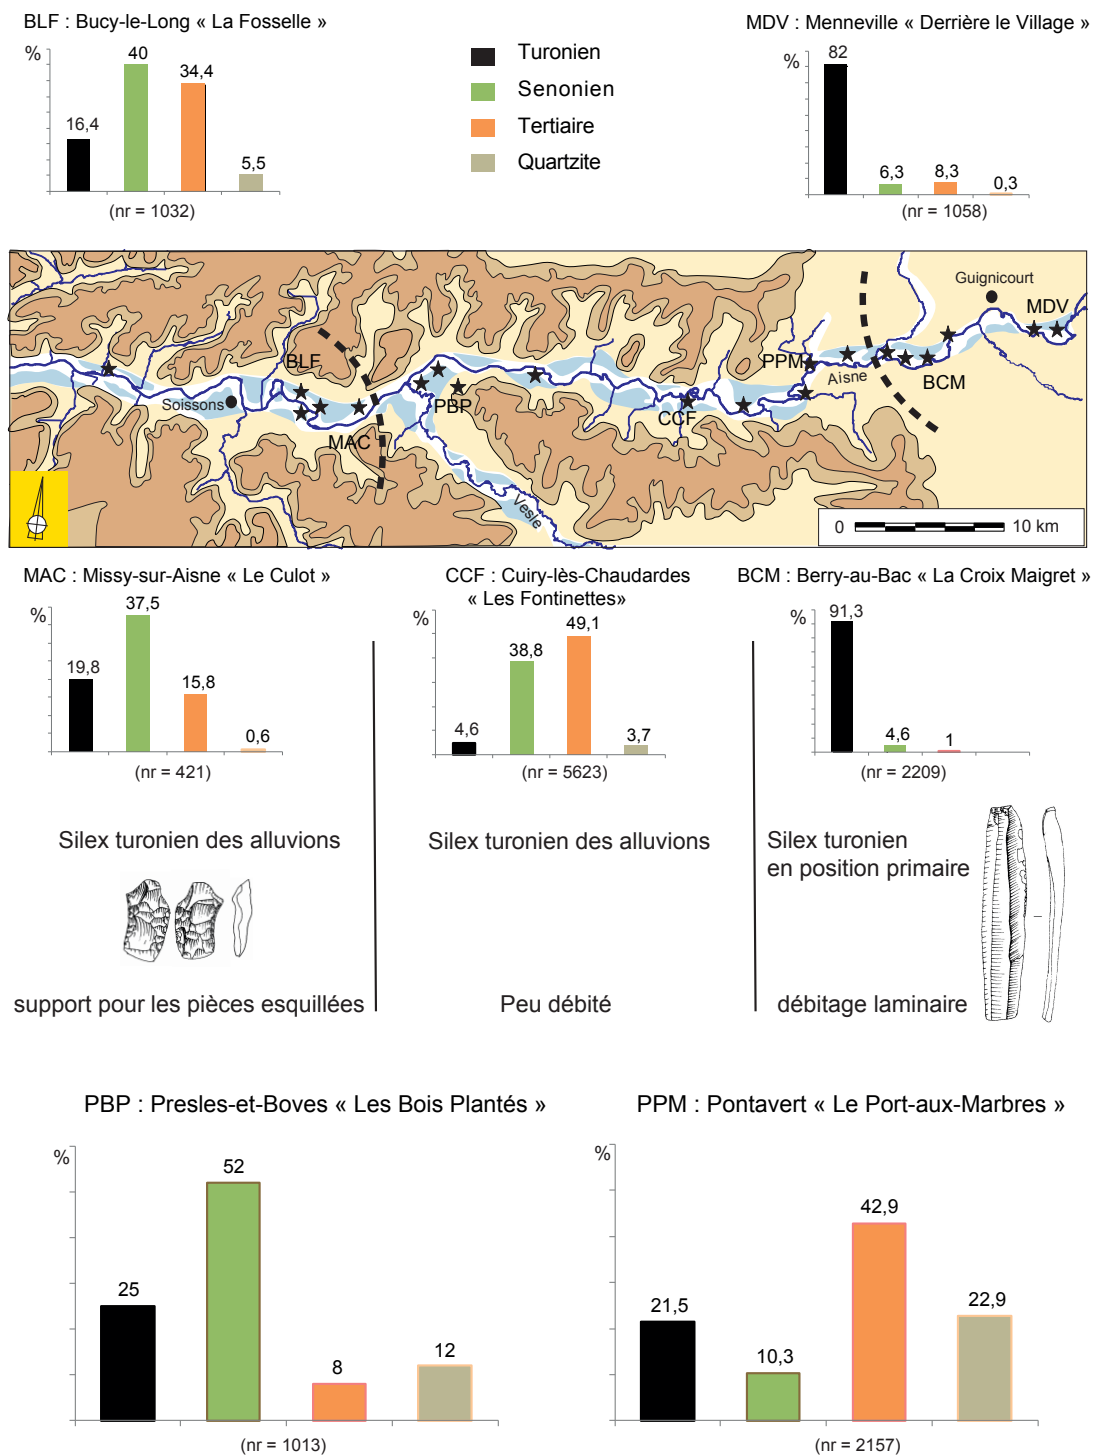 BLF : Bucy-le-Long « La Fosselle »
MDV : Menneville « Derrière le Village »
%
16,4
40
34,4
5,5
(nr = 1032)
Turonien
Senonien
Tertiaire
Quartzite
%
82
6,3
8,3
0,3
(nr = 1058)
Guignicourt
MDV
BLF
PPM
Aisne
BCM
Soissons
PBP
CCF
MAC
Vesle
0
10 km
MAC : Missy-sur-Aisne « Le Culot »
%
19,8
37,5
15,8
0,6
(nr = 421)
CCF : Cuiry-lès-Chaudardes
« Les Fontinettes»
%
4,6
38,8
49,1
3,7
(nr = 5623)
BCM : Berry-au-Bac « La Croix Maigret »
%
91,3
4,6
1
(nr = 2209)
Silex turonien des alluvions
support pour les pièces esquillées
Silex turonien des alluvions
Peu débité
Silex turonien
en position primaire
débitage laminaire
PBP : Presles-et-Boves « Les Bois Plantés »
%
25
52
8
12
(nr = 1013)
PPM : Pontavert « Le Port-aux-Marbres »
%
21,5
10,3
42,9
22,9
(nr = 2157)